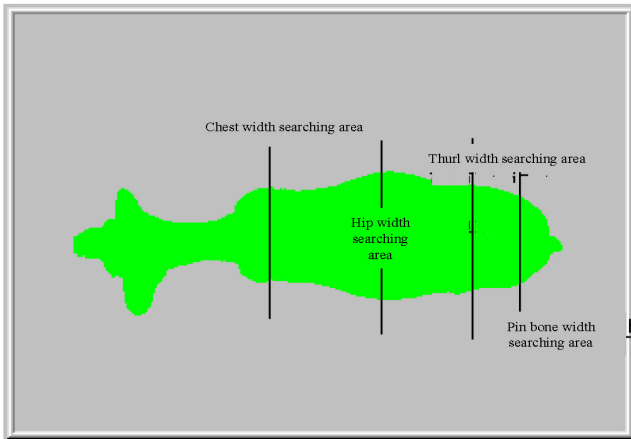 Chest width searching area
Thurl width searching area
Hip width
searching
area
Pin bone width
searching area